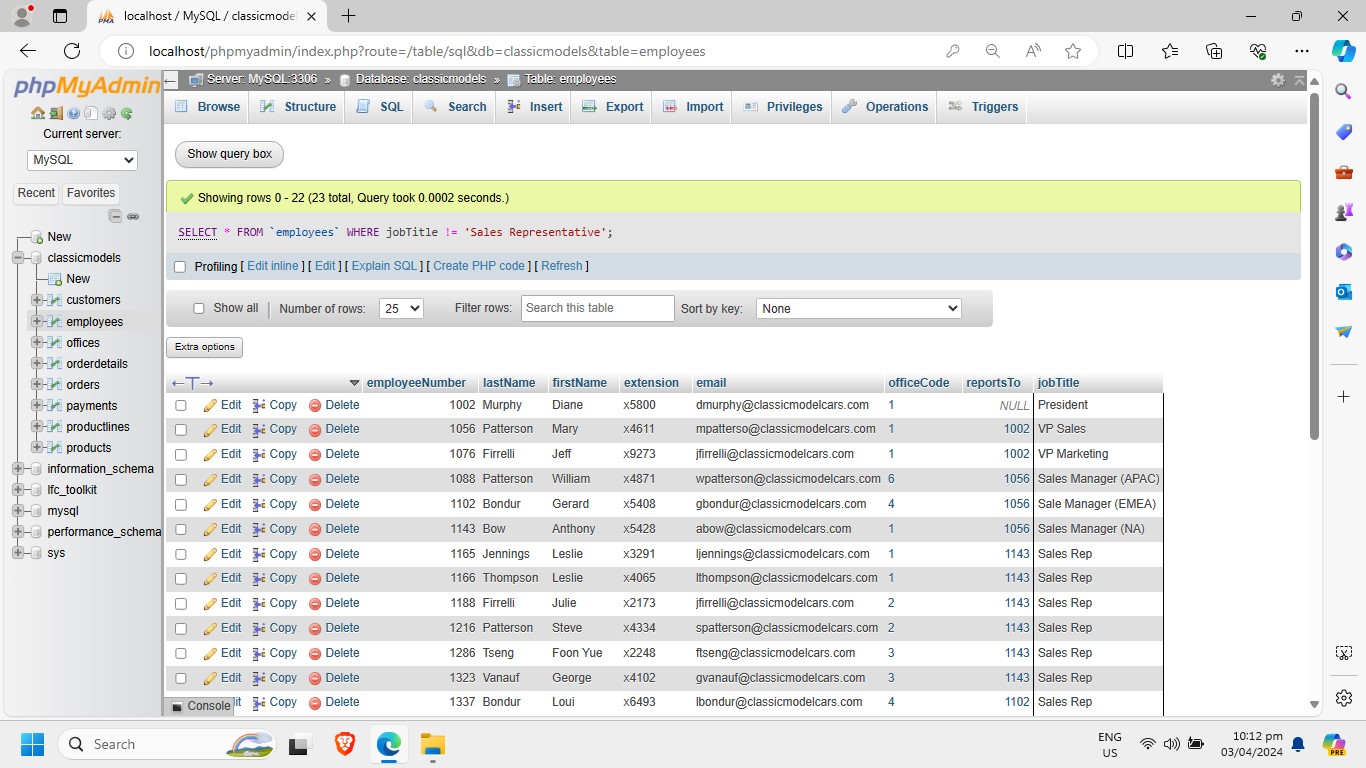 localhost / MySQL / classicmode
localhost/phpmyadmin/index.php?route=/table/sql&db=classicmodels&table=employees
phpMyAdmin
Current server:
MySQL
Recent Favorites
New
classicmodels
New
customers
employees
offices
orderdetails
orders
payments
productlines
products
information_schema
lfc_toolkit
mysql
performance_schema
sys
Server: MySQL:3306 » Database: classicmodels » Table: employees
Browse Structure SQL Search Insert Export Import Privileges Operations Triggers
Show query box
Showing rows 0 - 22 (23 total, Query took 0.0002 seconds.)
SELECT * FROM `employees` WHERE jobTitle != 'Sales Representative';
Profiling [ Edit inline ] [ Edit ] [ Explain SQL ] [ Create PHP code ] [ Refresh ]
Show all | Number of rows: 25 Filter rows: Search this table Sort by key: None
Extra options
←T→ employeeNumber lastName firstName extension email officeCode reportsTo jobTitle
Edit Copy Delete 1002 Murphy Diane x5800 dmurphy@classicmodelcars.com 1 NULL President
Edit Copy Delete 1056 Patterson Mary x4611 mpatterso@classicmodelcars.com 1 1002 VP Sales
Edit Copy Delete 1076 Firrelli Jeff x9273 jfirrelli@classicmodelcars.com 1 1002 VP Marketing
Edit Copy Delete 1088 Patterson William x4871 wpatterson@classicmodelcars.com 6 1056 Sales Manager (APAC)
Edit Copy Delete 1102 Bondur Gerard x5408 gbondur@classicmodelcars.com 4 1056 Sale Manager (EMEA)
Edit Copy Delete 1143 Bow Anthony x5428 abow@classicmodelcars.com 1 1056 Sales Manager (NA)
Edit Copy Delete 1165 Jennings Leslie x3291 ljennings@classicmodelcars.com 1 1143 Sales Rep
Edit Copy Delete 1166 Thompson Leslie x4065 lthompson@classicmodelcars.com 1 1143 Sales Rep
Edit Copy Delete 1188 Firrelli Julie x2173 jfirrelli@classicmodelcars.com 2 1143 Sales Rep
Edit Copy Delete 1216 Patterson Steve x4334 spatterson@classicmodelcars.com 2 1143 Sales Rep
Edit Copy Delete 1286 Tseng Foon Yue x2248 ftseng@classicmodelcars.com 3 1143 Sales Rep
Edit Copy Delete 1323 Vanauf George x4102 gvanauf@classicmodelcars.com 3 1143 Sales Rep
Copy Delete 1337 Bondur Loui x6493 lbondur@classicmodelcars.com 4 1102 Sales Rep
Console
Search
ENG
US
10:12 pm
03/04/2024
PRE